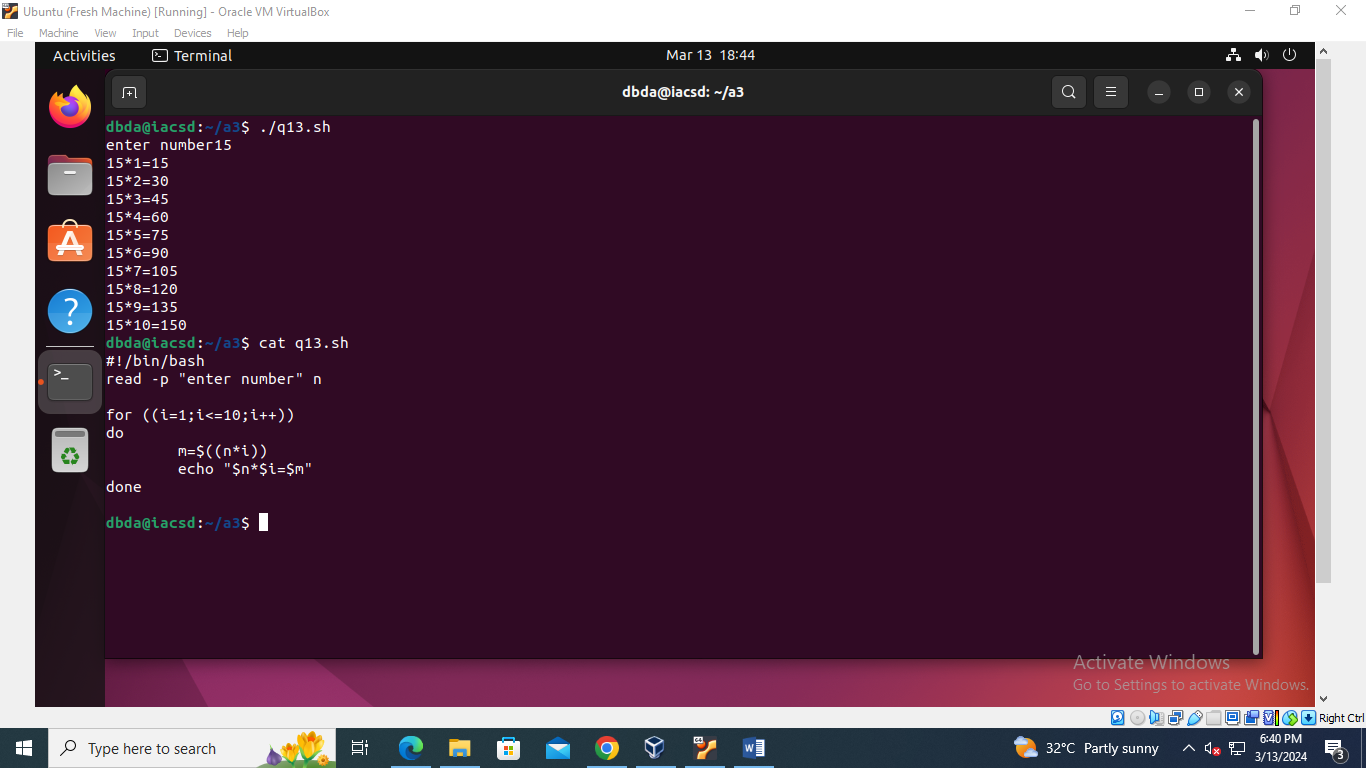 Ubuntu (Fresh Machine) [Running] - Oracle VM VirtualBox
File Machine View Input Devices Help
Activities Terminal Mar 13 18:44
dbda@iacsd: ~/a3
dbda@iacsd:~/a3$ ./q13.sh
enter number15
15*1=15
15*2=30
15*3=45
15*4=60
15*5=75
15*6=90
15*7=105
15*8=120
15*9=135
15*10=150
dbda@iacsd:~/a3$ cat q13.sh
#!/bin/bash
read -p "enter number" n
for ((i=1;i<=10;i++))
do
m=$((n*i))
echo "$n*$i=$m"
done
dbda@iacsd:~/a3$
Activate Windows
Go to Settings to activate Windows.
Right Ctrl
Type here to search
32°C Partly sunny
6:40 PM
3/13/2024
3